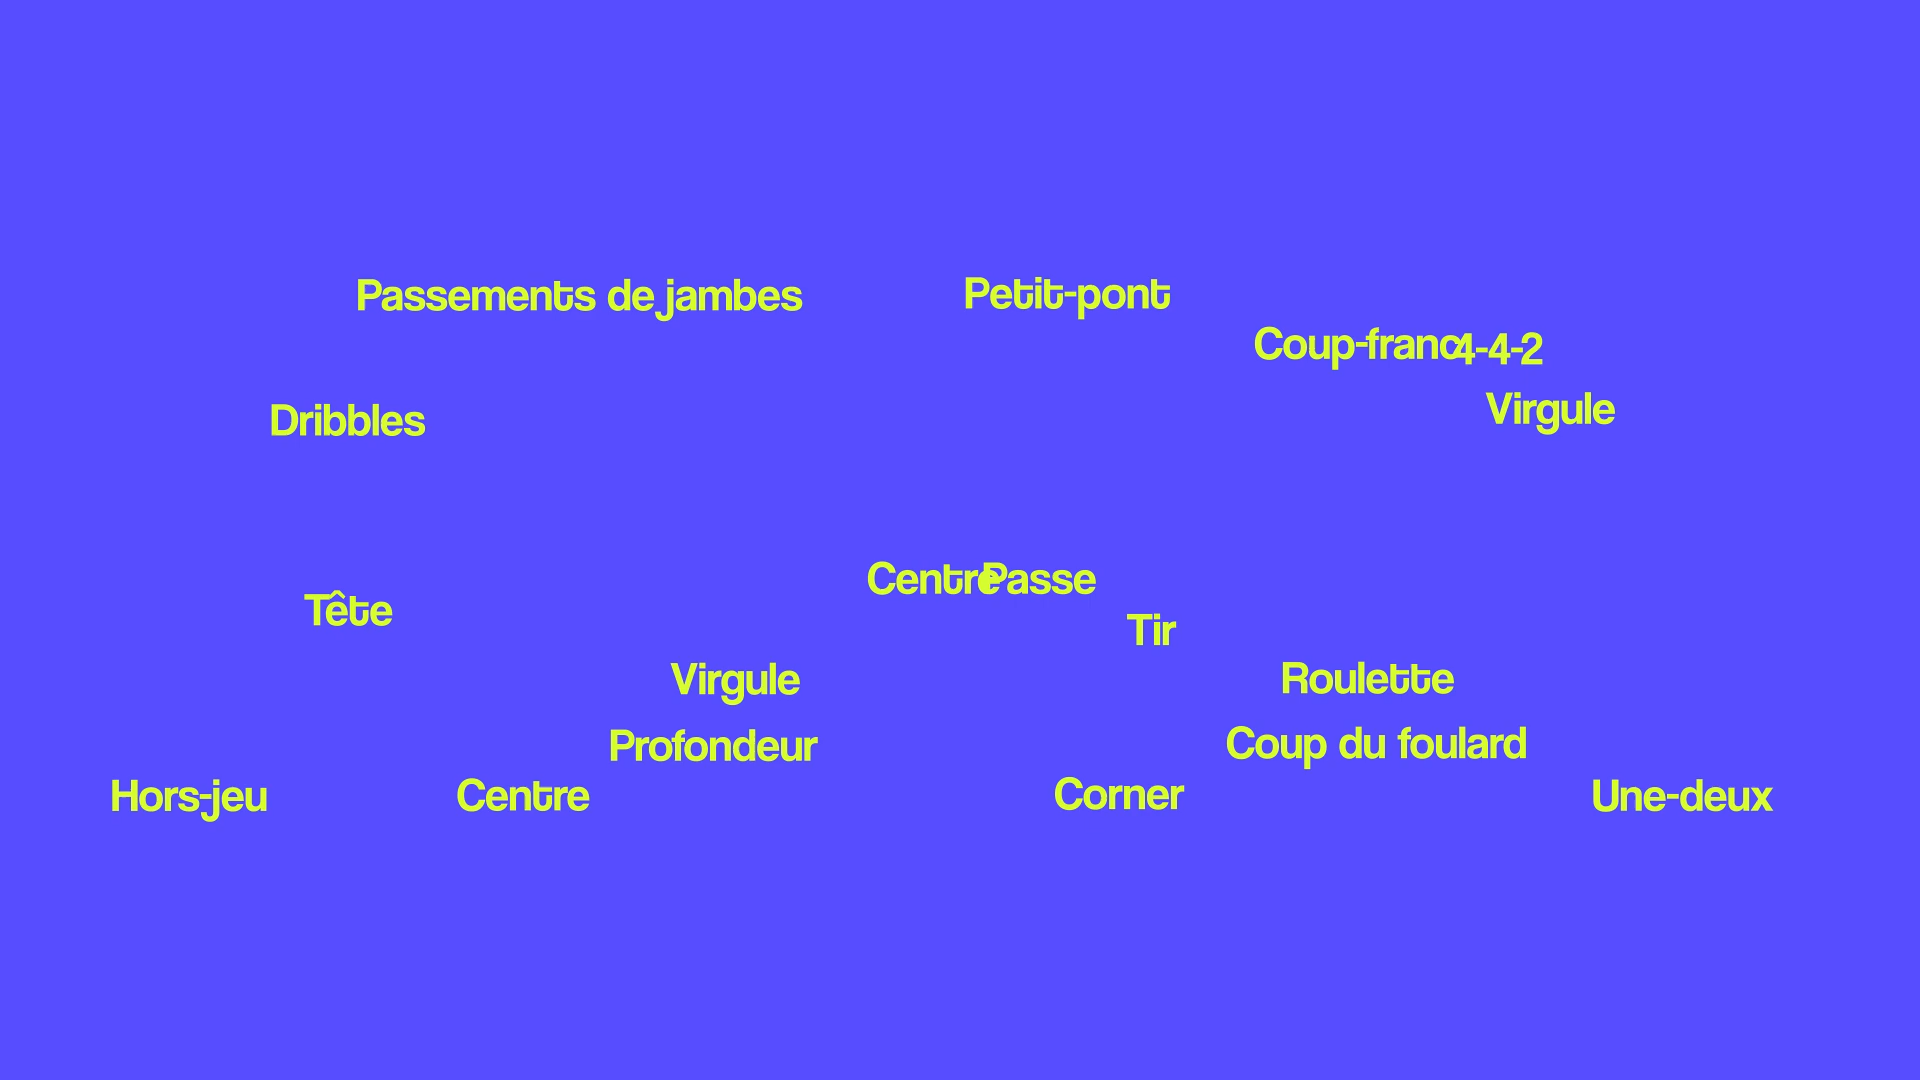 Passements de jambes
Petit-pont
Coup-franc
4-4-2
Virgule
Dribbles
Centre
Passe
Tête
Tir
Virgule
Roulette
Profondeur
Coup du foulard
Hors-jeu
Centre
Corner
Une-deux